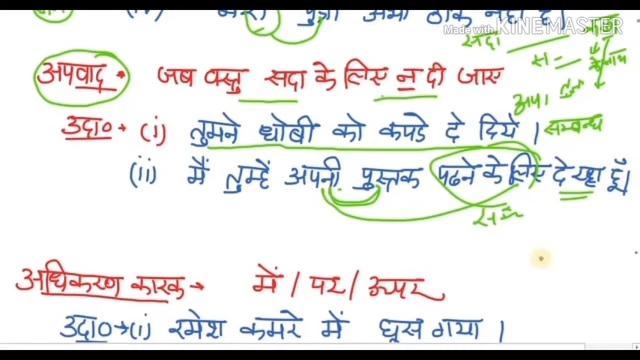 Made with KINEMASTER
अपवाद → जब वस्तु सदा के लिए न दी जाए
उदा० → (i) तुमने धोबी को कपडे दे दिये।
सम्बन्ध
(ii) मैं तुम्हें अपनी पुस्तक पढने के लिए दे रहा हूँ।
अधिकरण कारक → में / पर / ऊपर
उदा० → (i) रमेश कमरे में घुस गया।